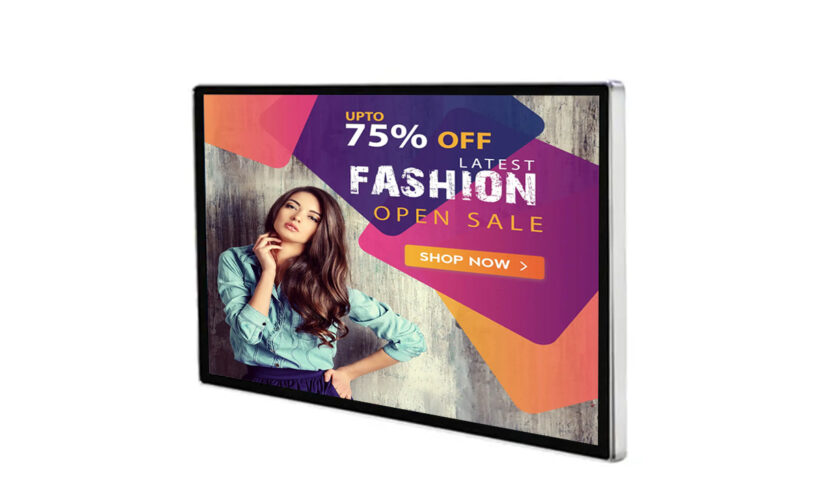 UPTO
75% OFF
LATEST
FASHION
OPEN SALE
SHOP NOW >